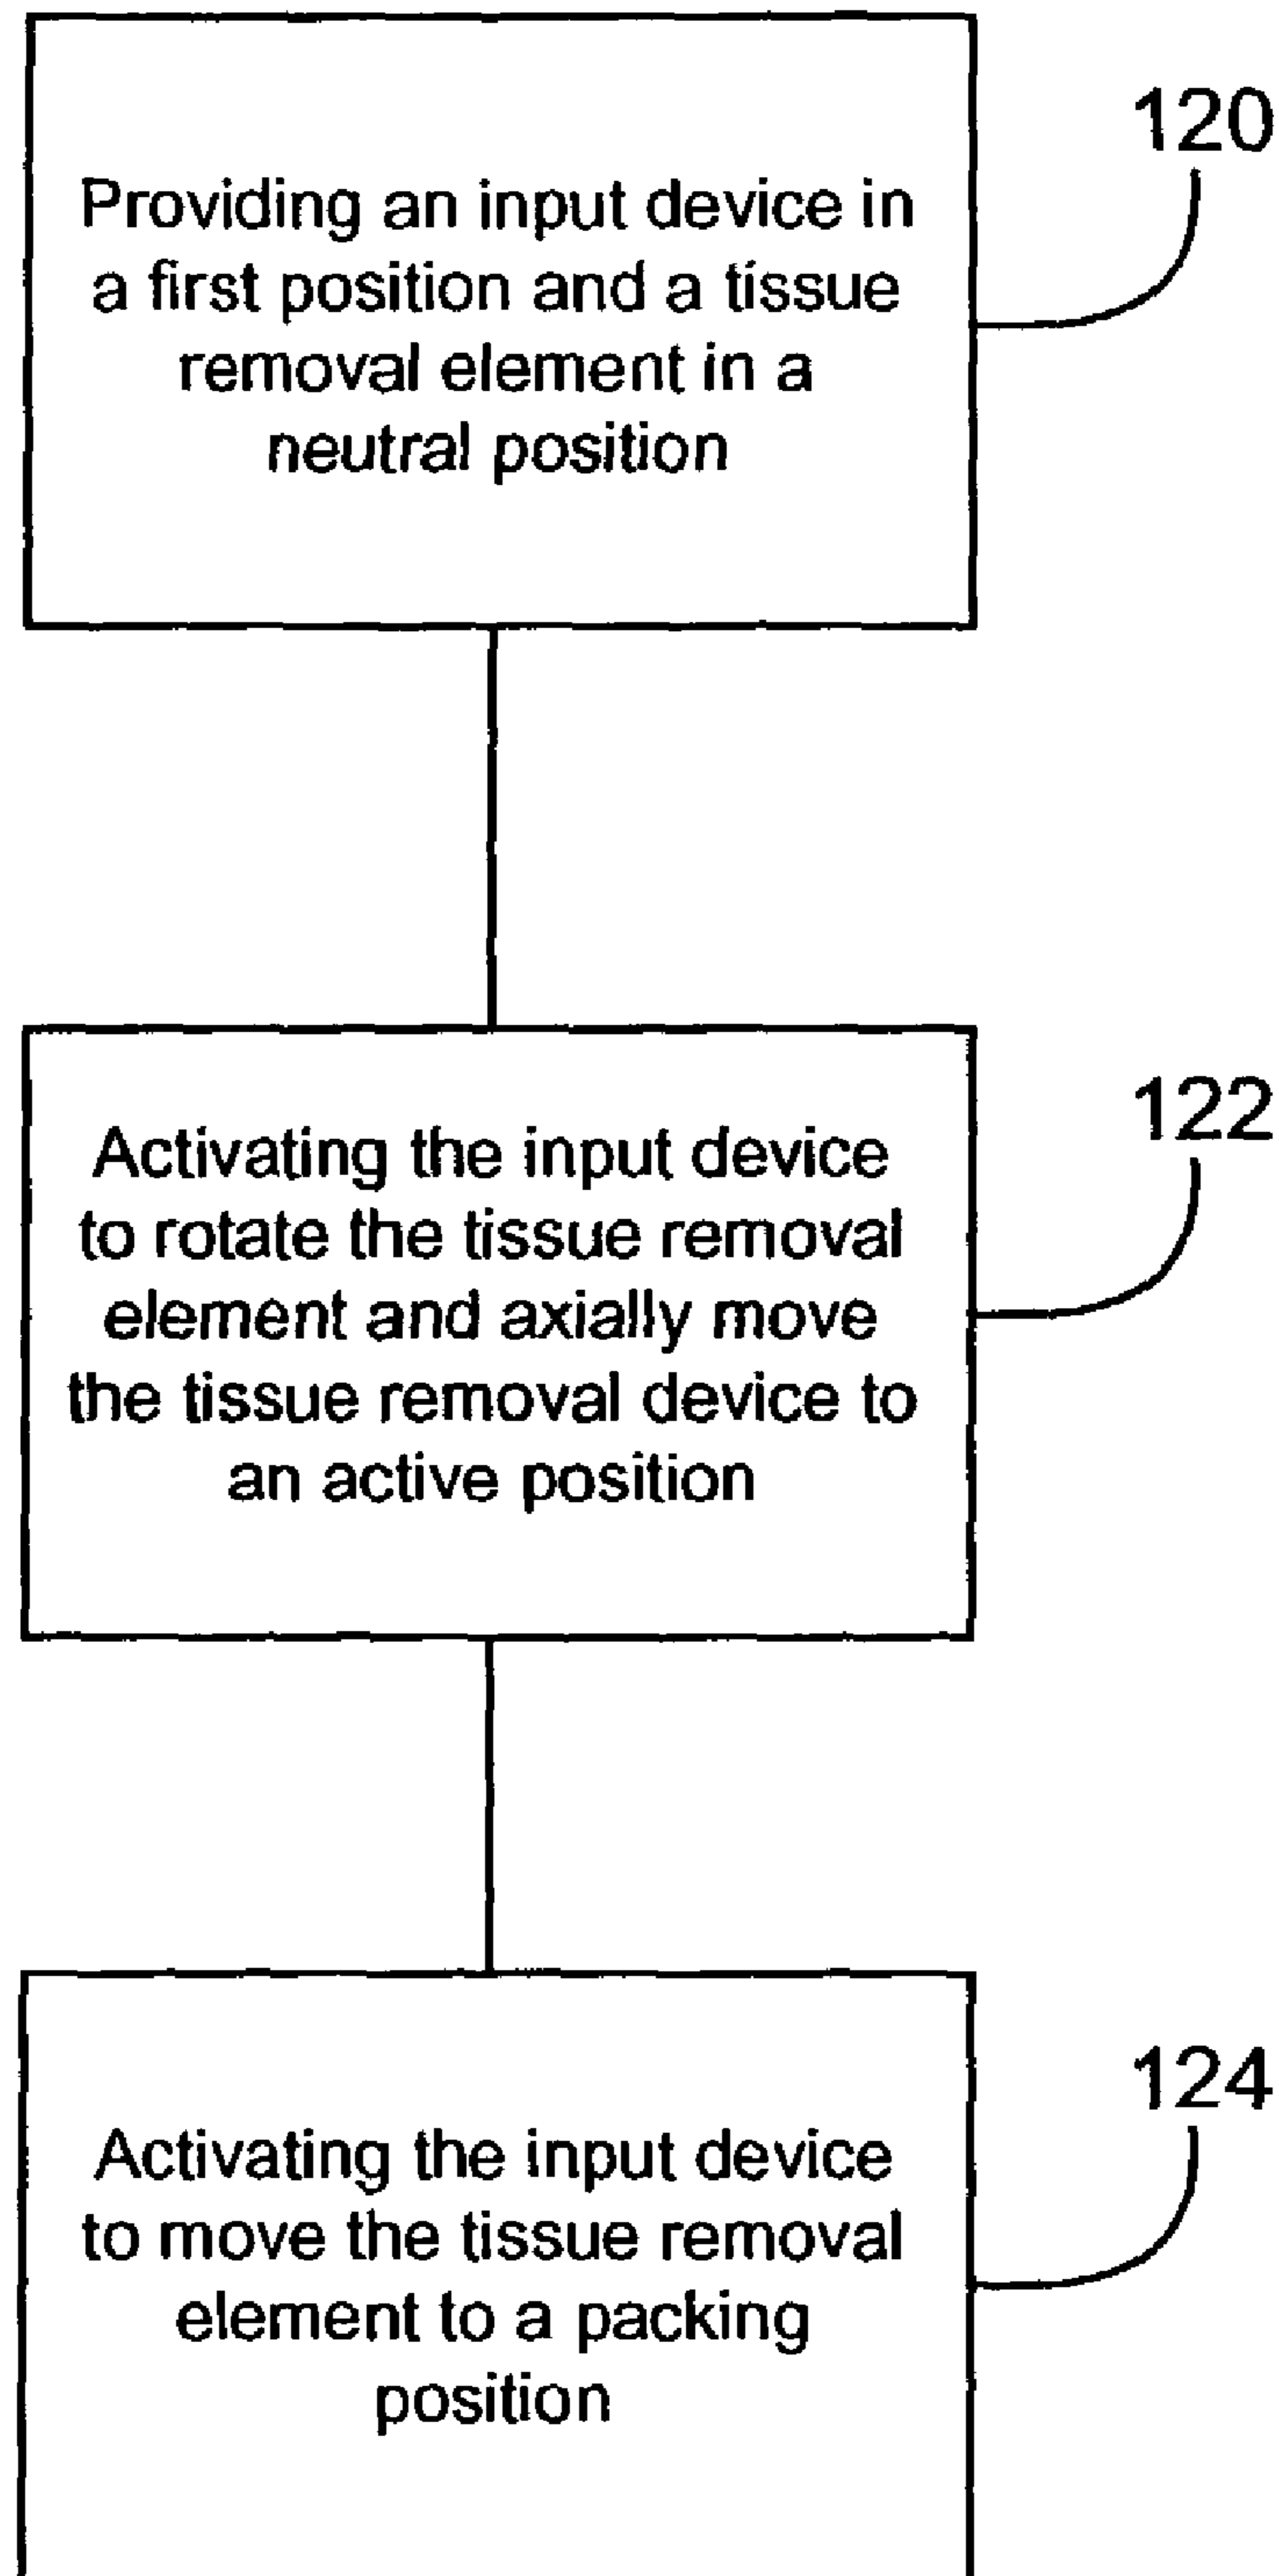 120
Providing an input device in
a first position and a tissue
removal element in a
neutral position
122
Activating the input device
to rotate the tissue removal
element and axially move
the tissue removal device to
an active position
124
Activating the input device
to move the tissue removal
element to a packing
position